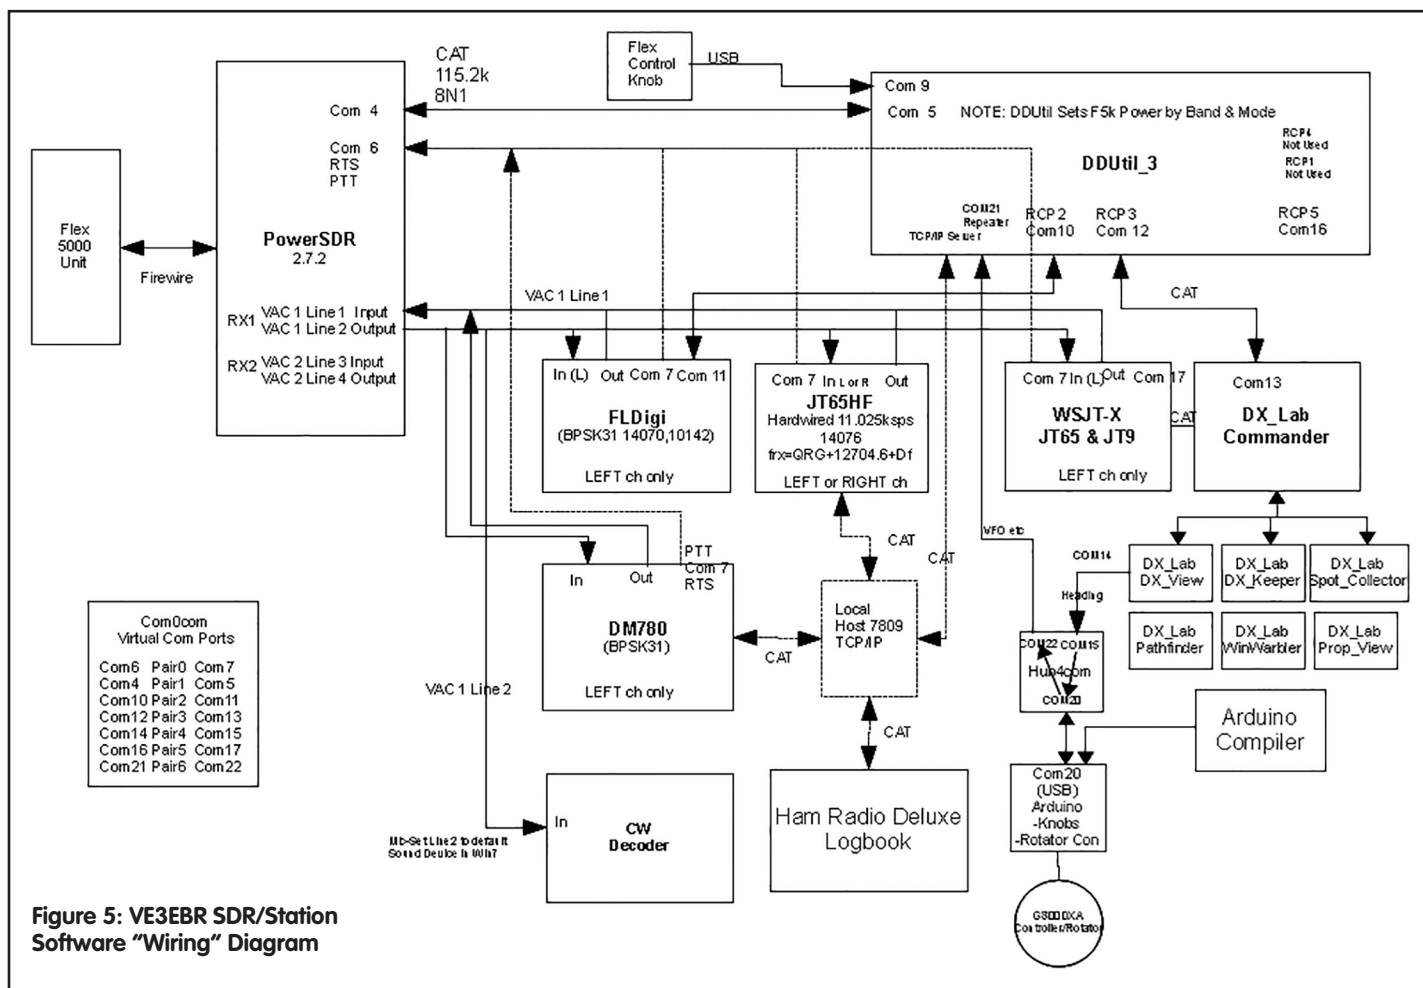 CAT
115.2k
8N1
Flex
Control
Knob
USB
Com 9
Com 4
Com 5
NOTE: DDUtil Sets F5k Power by Band & Mode
Com 6
RTS
PTT
RCP4
Not Used
RCP1
Not Used
DDUtil_3
COM21
Repeater
TCP/IP Server
RCP 2
Com10
RCP 3
Com 12
RCP 5
Com16
Flex
5000
Unit
Firewire
PowerSDR
2.7.2
RX1
VAC 1 Line 1 Input
VAC 1 Line 2 Output
RX2
VAC 2 Line 3 Input
VAC 2 Line 4 Output
VAC 1 Line 1
CAT
In (L)
Out
Com 7
Com 11
FLDigi
(BPSK31 14070,10142)
LEFT ch only
Com 7
In L or R
Out
JT65HF
Hardwired 11.025ksps
14076
frx=QRG+12704.6+Df
LEFT or RIGHT ch
Com 7
In (L)
Out
Com 17
WSJT-X
JT65 & JT9
LEFT ch only
CAT
Com13
DX_Lab
Commander
VFO etc
CAT
CAT
COM14
Heading
DX_Lab
DX_View
DX_Lab
DX_Keeper
DX_Lab
Spot_Collector
DX_Lab
Pathfinder
DX_Lab
WinWarbler
DX_Lab
Prop_View
In
Out
PTT
Com 7
RTS
DM780
(BPSK31)
LEFT ch only
CAT
Local
Host 7809
TCP/IP
CAT
COM22
COM15
Hub4com
COM20
Com0com
Virtual Com Ports
Com6 Pair0 Com7
Com4 Pair1 Com5
Com10 Pair2 Com11
Com12 Pair3 Com13
Com14 Pair4 Com15
Com16 Pair5 Com17
Com21 Pair6 Com22
VAC 1 Line 2
Arduino
Compiler
Com20
(USB)
Arduino
-Knobs
-Rotator Con
In
CW
Decoder
Ham Radio Deluxe
Logbook
Set Line 2 to default
Sound Device in Win7
Controller/Rotator
Figure 5: VE3EBR SDR/Station
Software "Wiring" Diagram